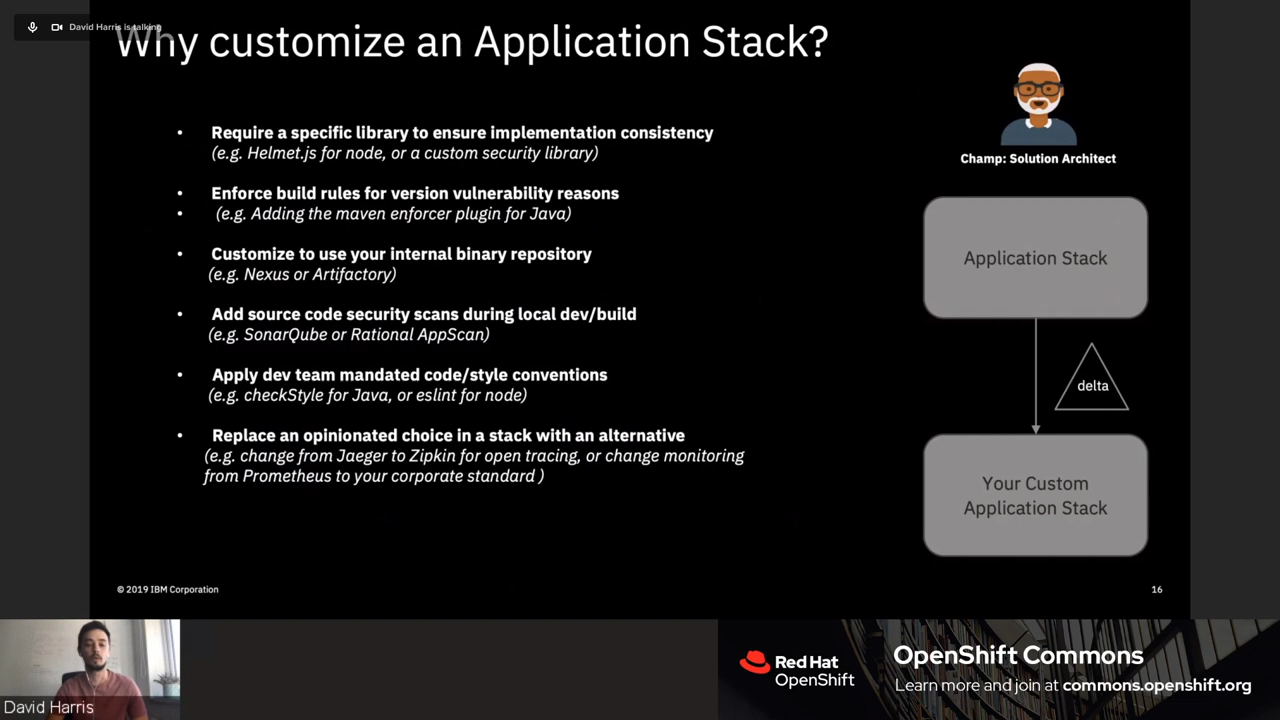 David Harris is talking
Why customize an Application Stack?
• Require a specific library to ensure implementation consistency
(e.g. Helmet.js for node, or a custom security library)
• Enforce build rules for version vulnerability reasons
• (e.g. Adding the maven enforcer plugin for Java)
• Customize to use your internal binary repository
(e.g. Nexus or Artifactory)
• Add source code security scans during local dev/build
(e.g. SonarQube or Rational AppScan)
• Apply dev team mandated code/style conventions
(e.g. checkStyle for Java, or eslint for node)
• Replace an opinionated choice in a stack with an alternative
(e.g. change from Jaeger to Zipkin for open tracing, or change monitoring
from Prometheus to your corporate standard )
Champ: Solution Architect
Application Stack
delta
Your Custom
Application Stack
© 2019 IBM Corporation
16
David Harris
Red Hat
OpenShift
OpenShift Commons
Learn more and join at commons.openshift.org